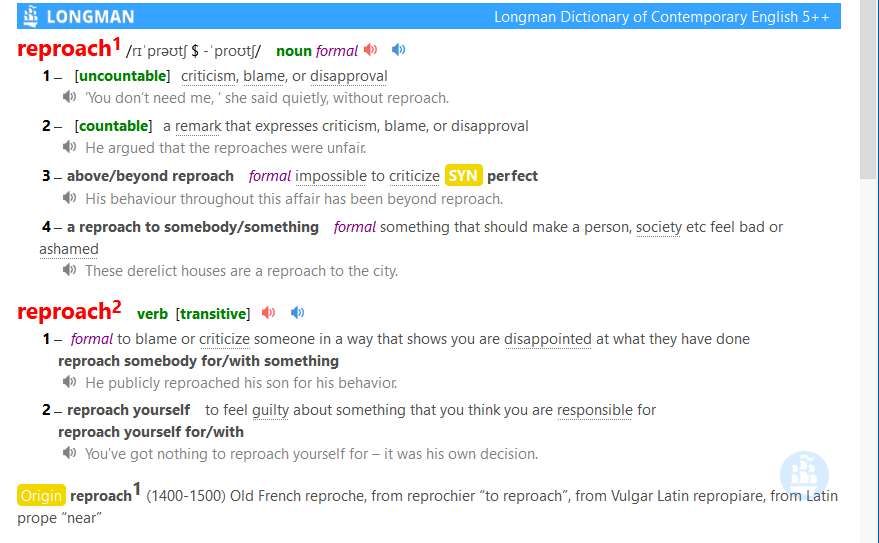 LONGMAN Longman Dictionary of Contemporary English 5++
reproach1 /rɪˈprəʊtʃ $ -ˈproʊtʃ/ noun formal
1 – [uncountable] criticism, blame, or disapproval
‘You don’t need me, ‘ she said quietly, without reproach.
2 – [countable] a remark that expresses criticism, blame, or disapproval
He argued that the reproaches were unfair.
3 – above/beyond reproach formal impossible to criticize SYN perfect
His behaviour throughout this affair has been beyond reproach.
4 – a reproach to somebody/something formal something that should make a person, society etc feel bad or
ashamed
These derelict houses are a reproach to the city.
reproach2 verb [transitive]
1 – formal to blame or criticize someone in a way that shows you are disappointed at what they have done
reproach somebody for/with something
He publicly reproached his son for his behavior.
2 – reproach yourself to feel guilty about something that you think you are responsible for
reproach yourself for/with
You’ve got nothing to reproach yourself for – it was his own decision.
Origin reproach1 (1400-1500) Old French reproche, from reprochier “to reproach”, from Vulgar Latin repropiare, from Latin
prope “near”